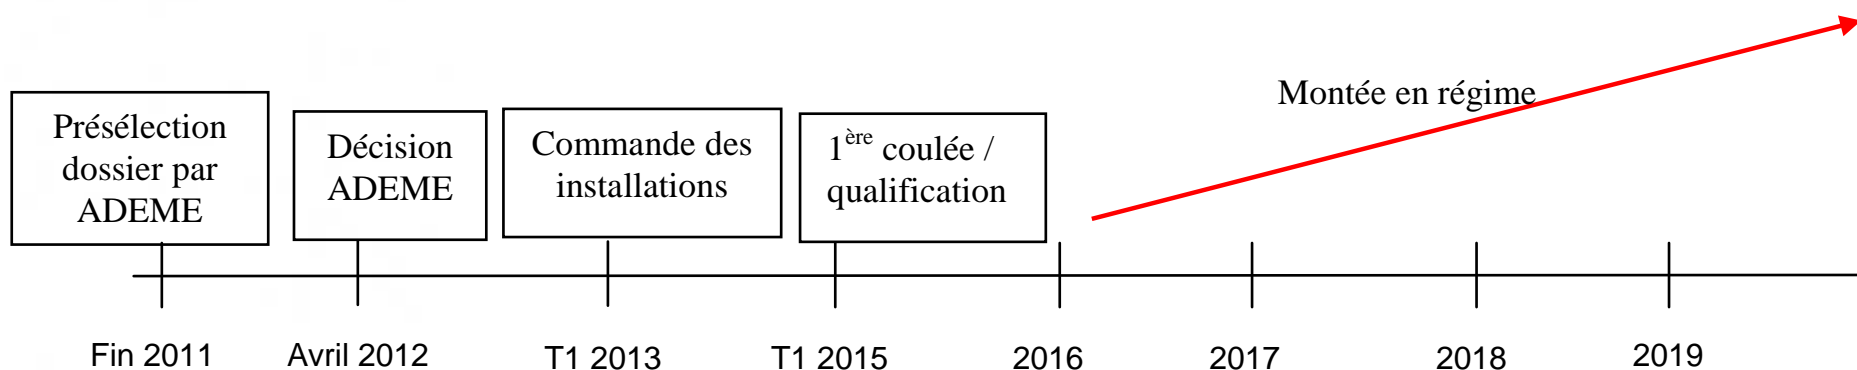 Montée en régime
Présélection
dossier par
ADEME
Décision
ADEME
Commande des
installations
1ère coulée /
qualification
Fin 2011
Avril 2012
T1 2013
T1 2015
2016
2017
2018
2019